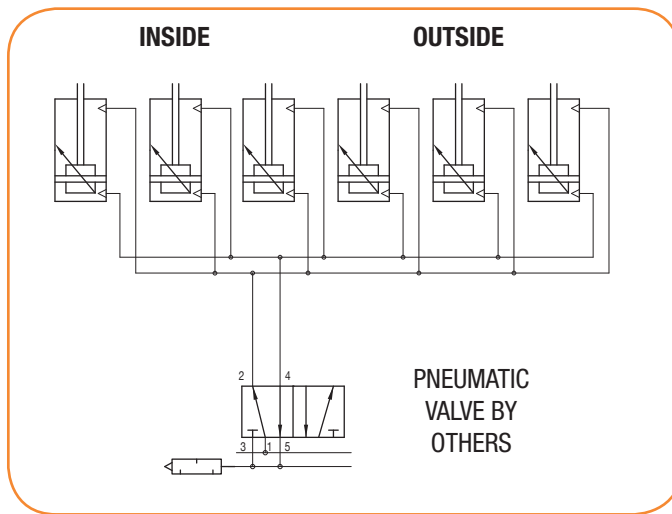 INSIDE
OUTSIDE
2
4
PNEUMATIC
VALVE BY
OTHERS
3
1
5